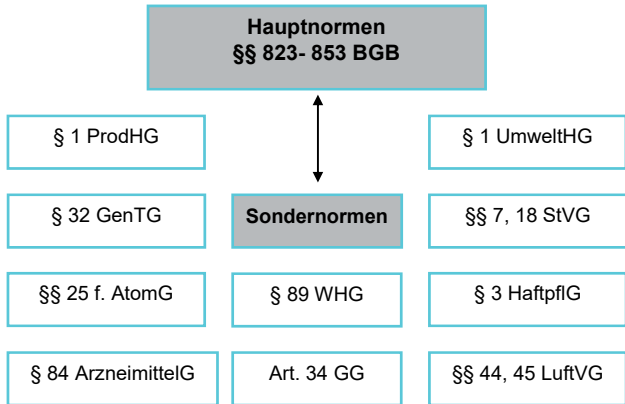 Hauptnormen
§§ 823- 853 BGB
§ 1 ProdHG
§ 1 UmweltHG
§ 32 GenTG
Sondernormen
§§ 7, 18 StVG
§§ 25 f. AtomG
§ 89 WHG
§ 3 HaftpflG
§ 84 ArzneimittelG
Art. 34 GG
§§ 44, 45 LuftVG